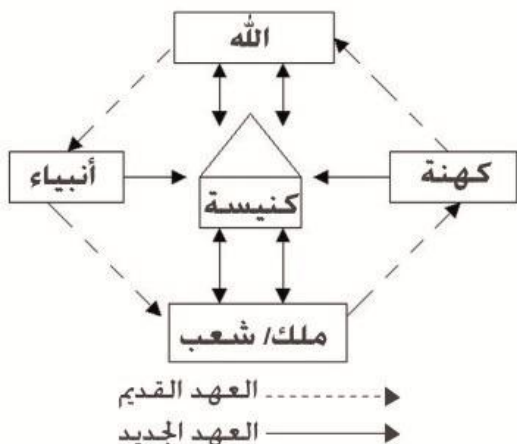 الله
أنبياء
كهنة
كنيسة
ملك/ شعب
العهد القديم
العهد الجديد